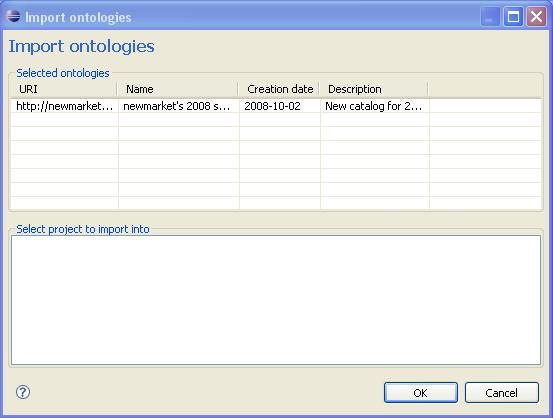 Import ontologies
Import ontologies
Selected ontologies
URI Name Creation date Description
http://newmarket... newmarket's 2008 s... 2008-10-02 New catalog for 2...
Select project to import into
? OK Cancel